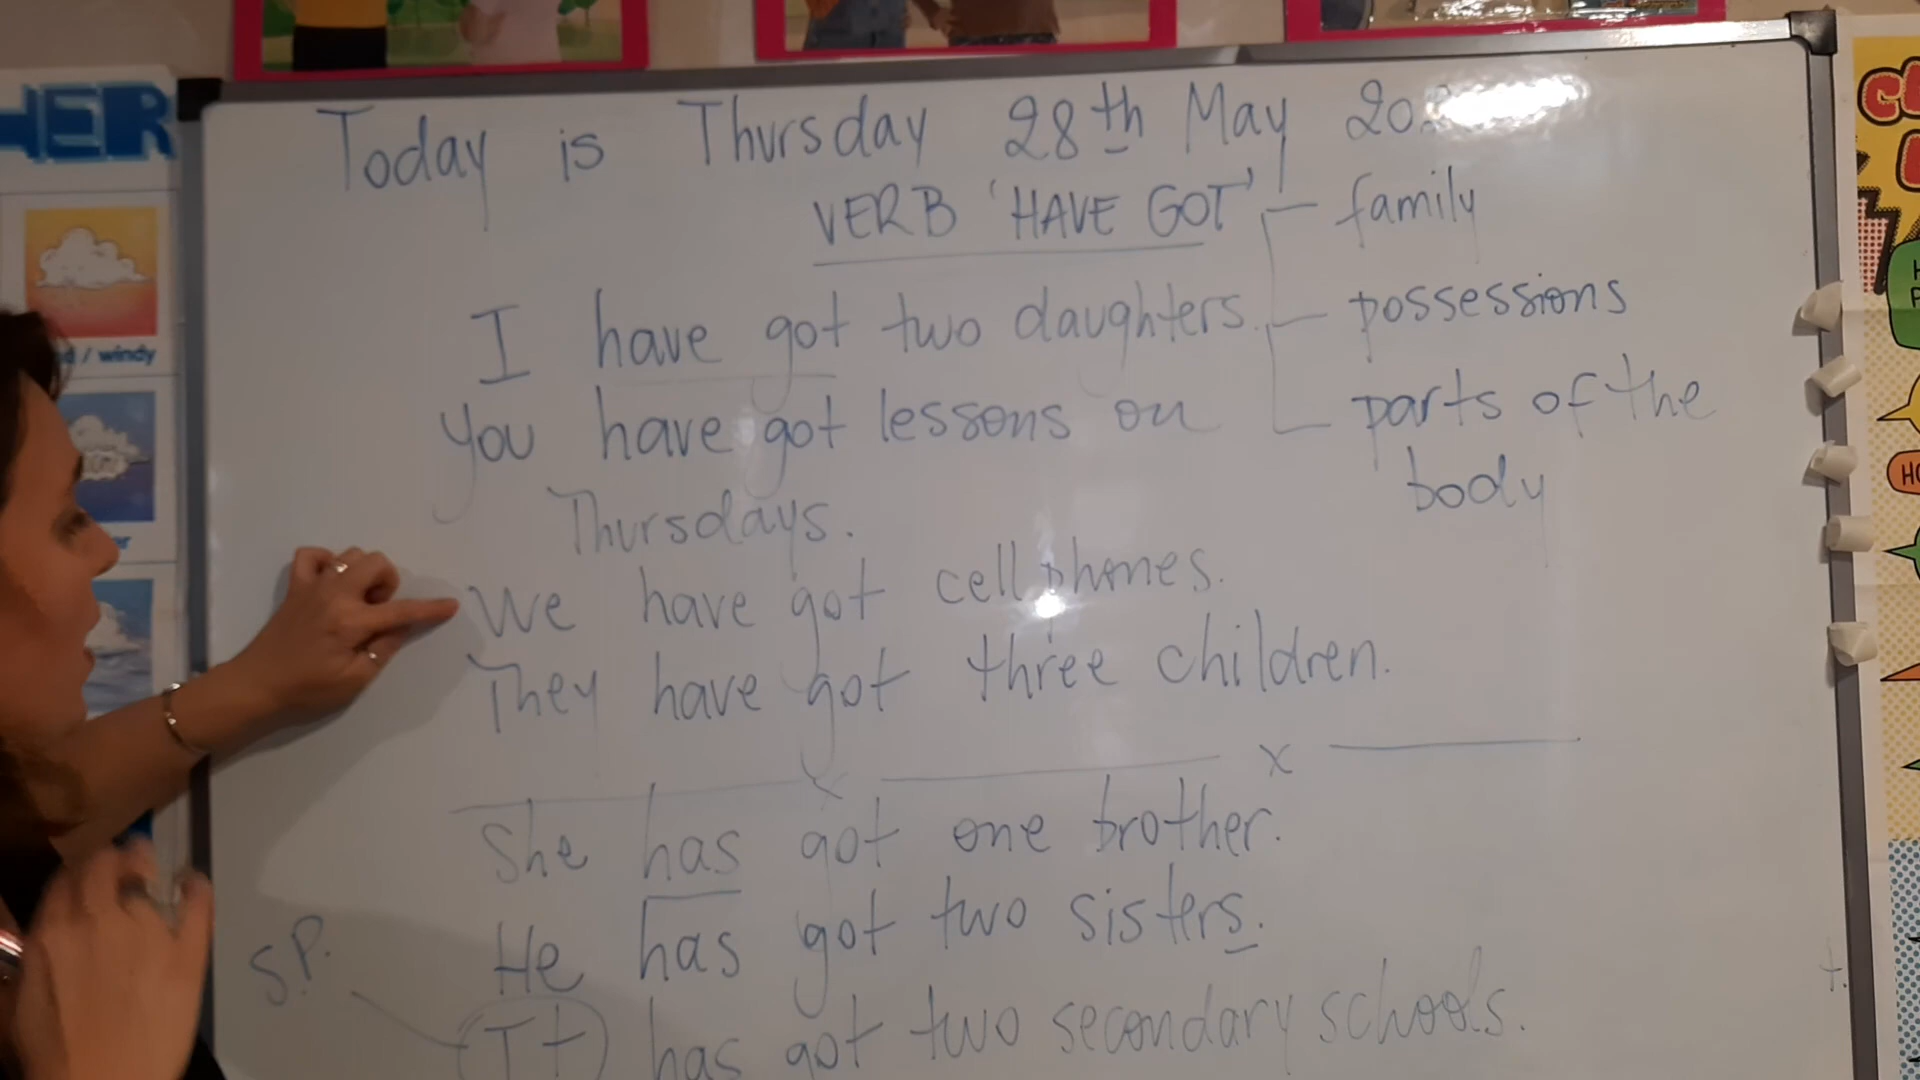 HER
d / windy
Today is Thursday 28th May 20
VERB 'HAVE GOT'
family
possessions
parts of the
body
I have got two daughters.
You have got lessons on
Thursdays.
We have got cell phones.
They have got three children.
x
She has got one brother.
He has got two sisters.
S.P.
It has got two secondary schools.